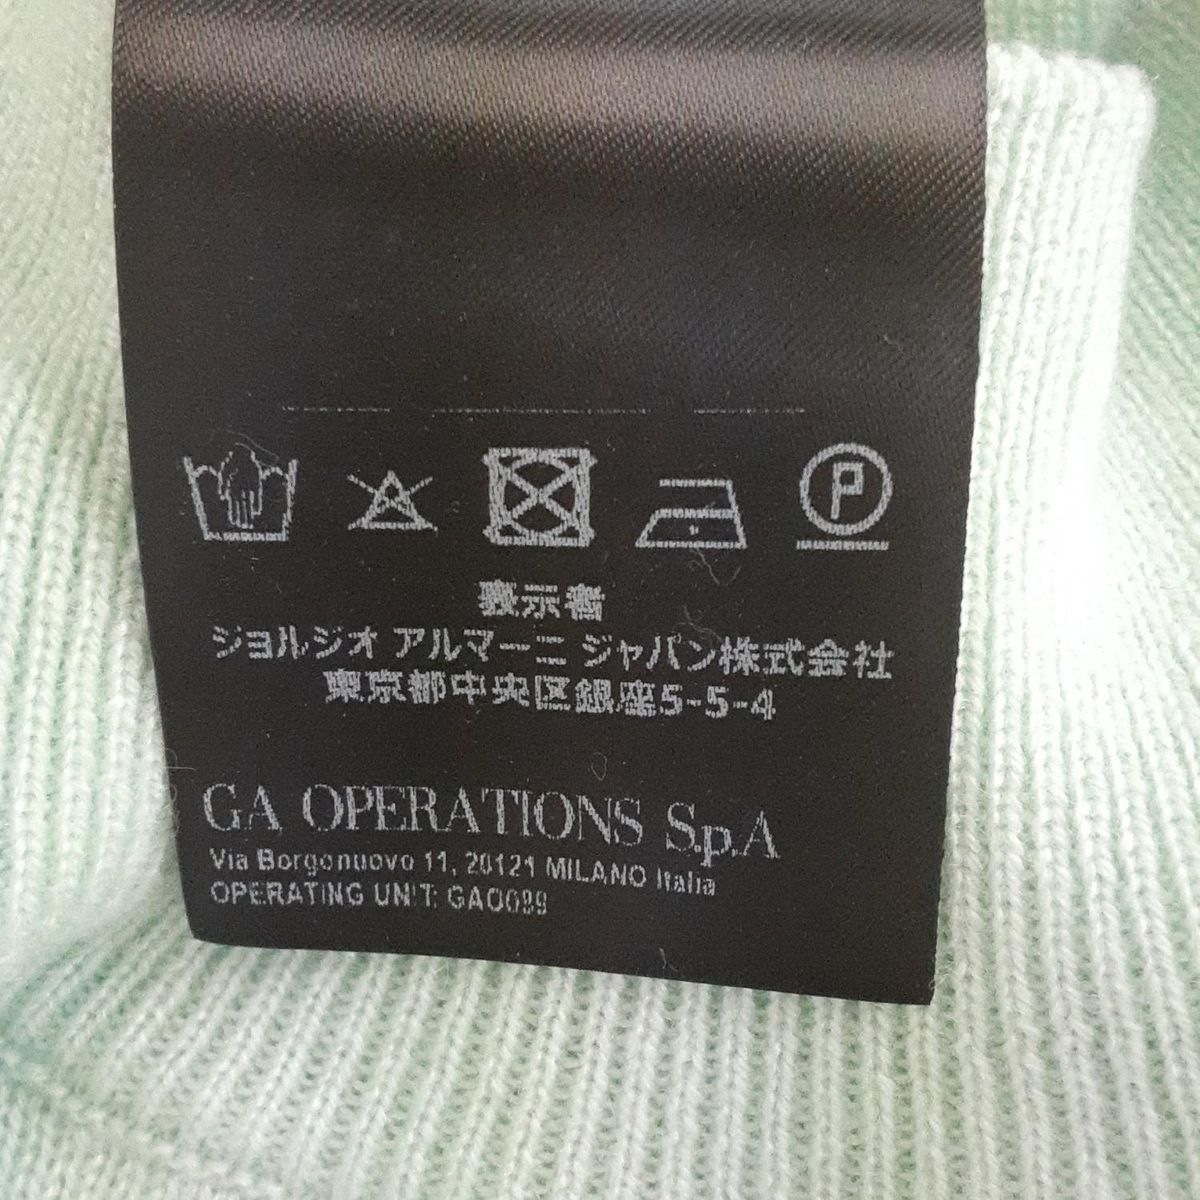 P
表示者
ジョルジオ アルマーニ ジャパン株式会社
東京都中央区銀座5-5-4
GA OPERATIONS S.p.A
Via Borgonuovo 11, 20121 MILANO Italia
OPERATING UNIT: GAO089